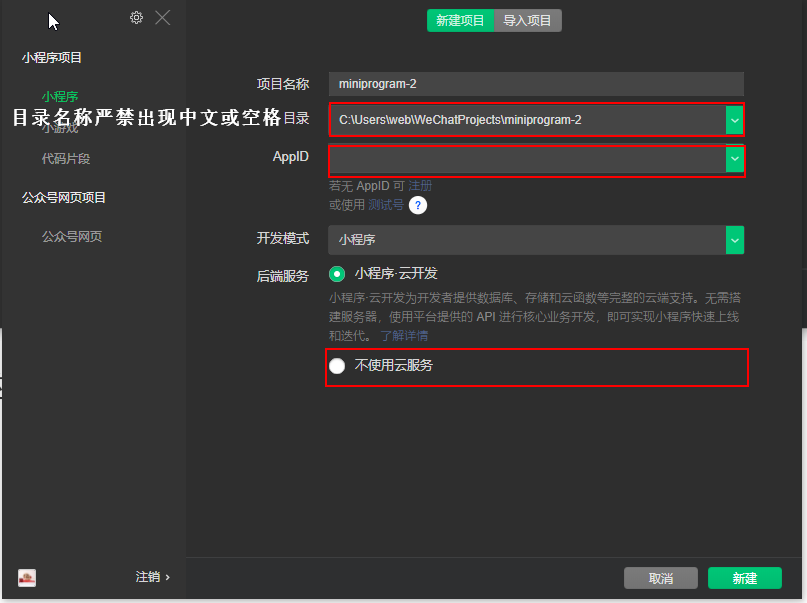 新建项目 导入项目
小程序项目
小程序
目录名称严禁出现中文或空格
小游戏
代码片段
公众号网页项目
公众号网页
注销 ›
项目名称 miniprogram-2
目录 C:\Users\web\WeChatProjects\miniprogram-2
AppID
若无 AppID 可 注册
或使用 测试号 ?
开发模式 小程序
后端服务 小程序·云开发
小程序·云开发为开发者提供数据库、存储和云函数等完整的云端支持。无需搭
建服务器，使用平台提供的 API 进行核心业务开发，即可实现小程序快速上线
和迭代。 了解详情
不使用云服务
取消 新建